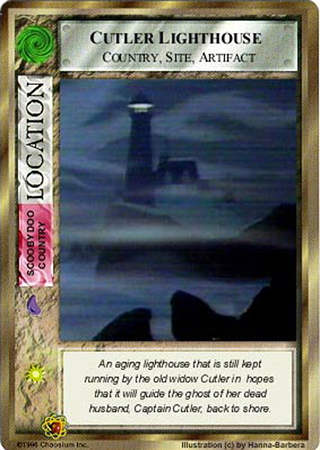 CUTLER LIGHTHOUSE
COUNTRY, SITE, ARTIFACT
LOCATION
SCOOBYDOO
COUNTRY
An aging lighthouse that is still kept
running by the old widow Cutler in hopes
that it will guide the ghost of her dead
husband, Captain Cutler, back to shore.
©1996 Chaosium Inc.
Illustration (c) by Hanna-Barbera